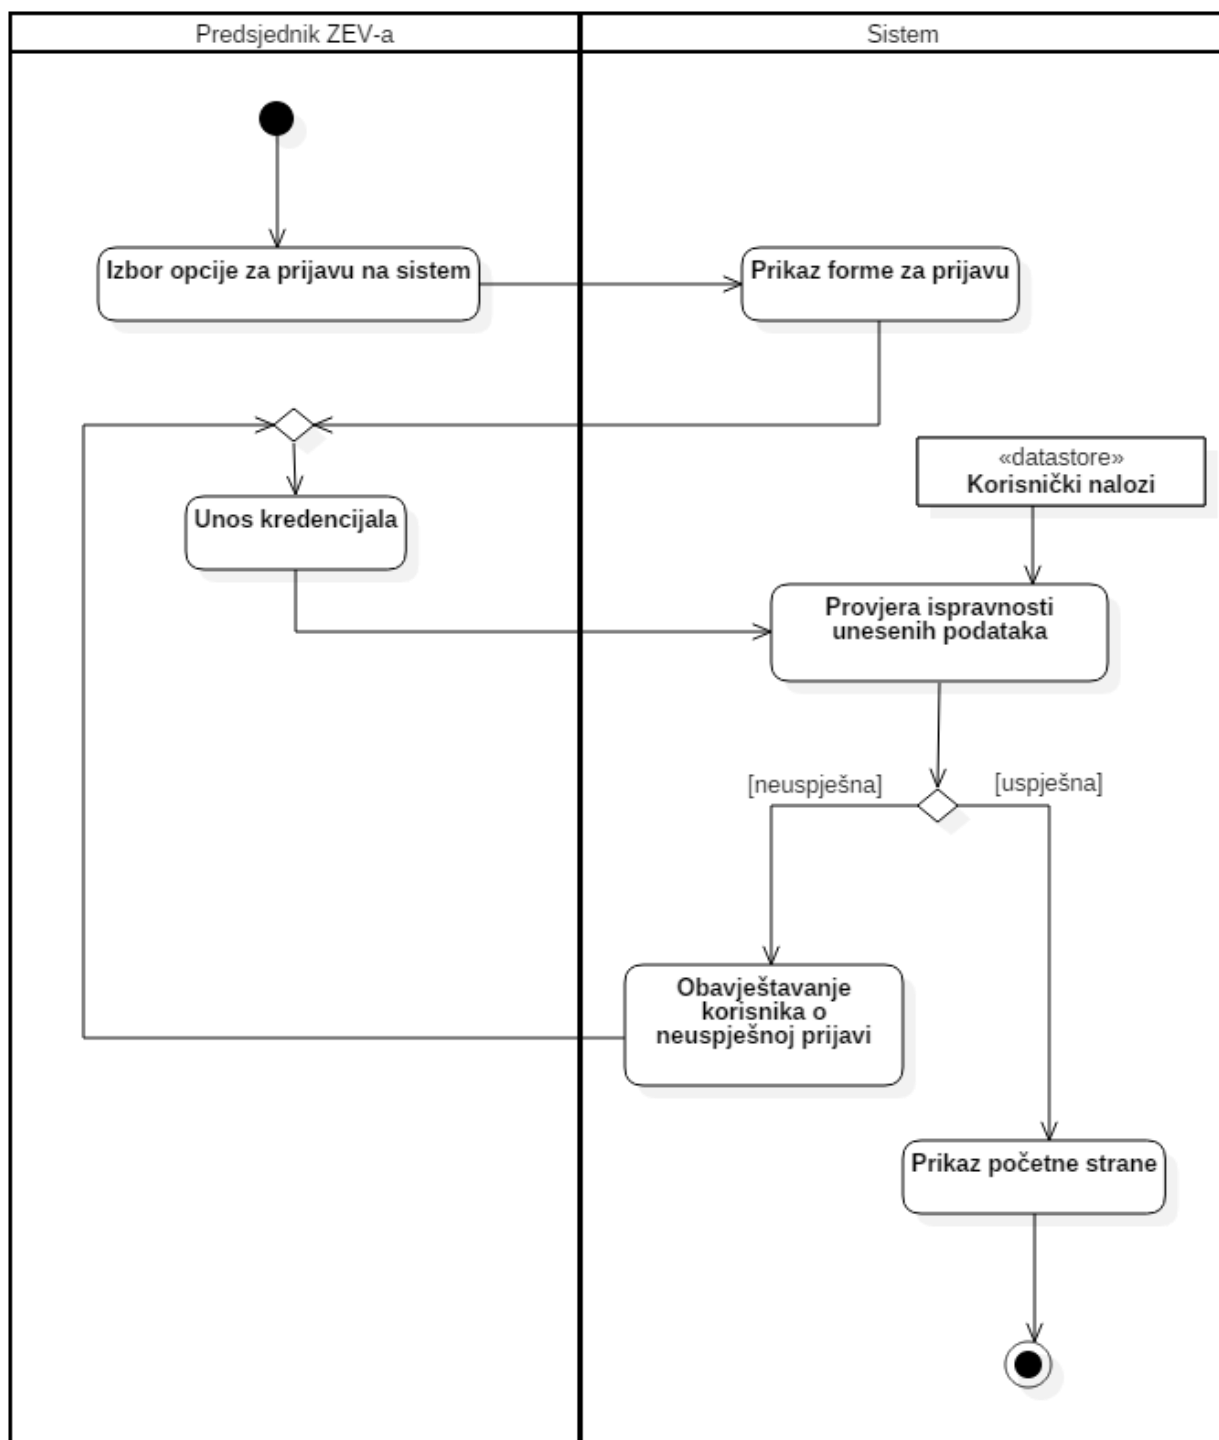 Predsjednik ZEV-a
Sistem
Izbor opcije za prijavu na sistem
Prikaz forme za prijavu
«datastore»
Korisnički nalozi
Unos kredencijala
Provjera ispravnosti
unesenih podataka
[neuspješna]
[uspješna]
Obavještavanje
korisnika o
neuspješnoj prijavi
Prikaz početne strane